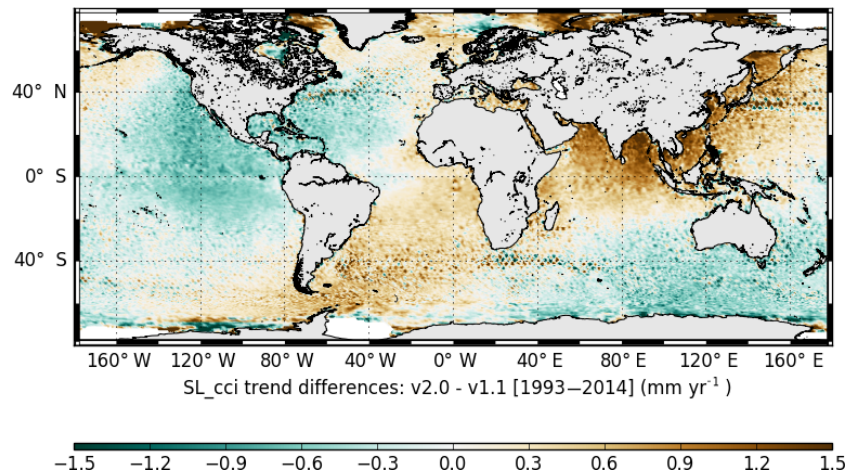 40° N
0° S
40° S
160° W 120° W 80° W 40° W 0° W 40° E 80° E 120° E 160° E
SL_cci trend differences: v2.0 - v1.1 [1993−2014] (mm yr⁻¹ )
−1.5 −1.2 −0.9 −0.6 −0.3 0.0 0.3 0.6 0.9 1.2 1.5